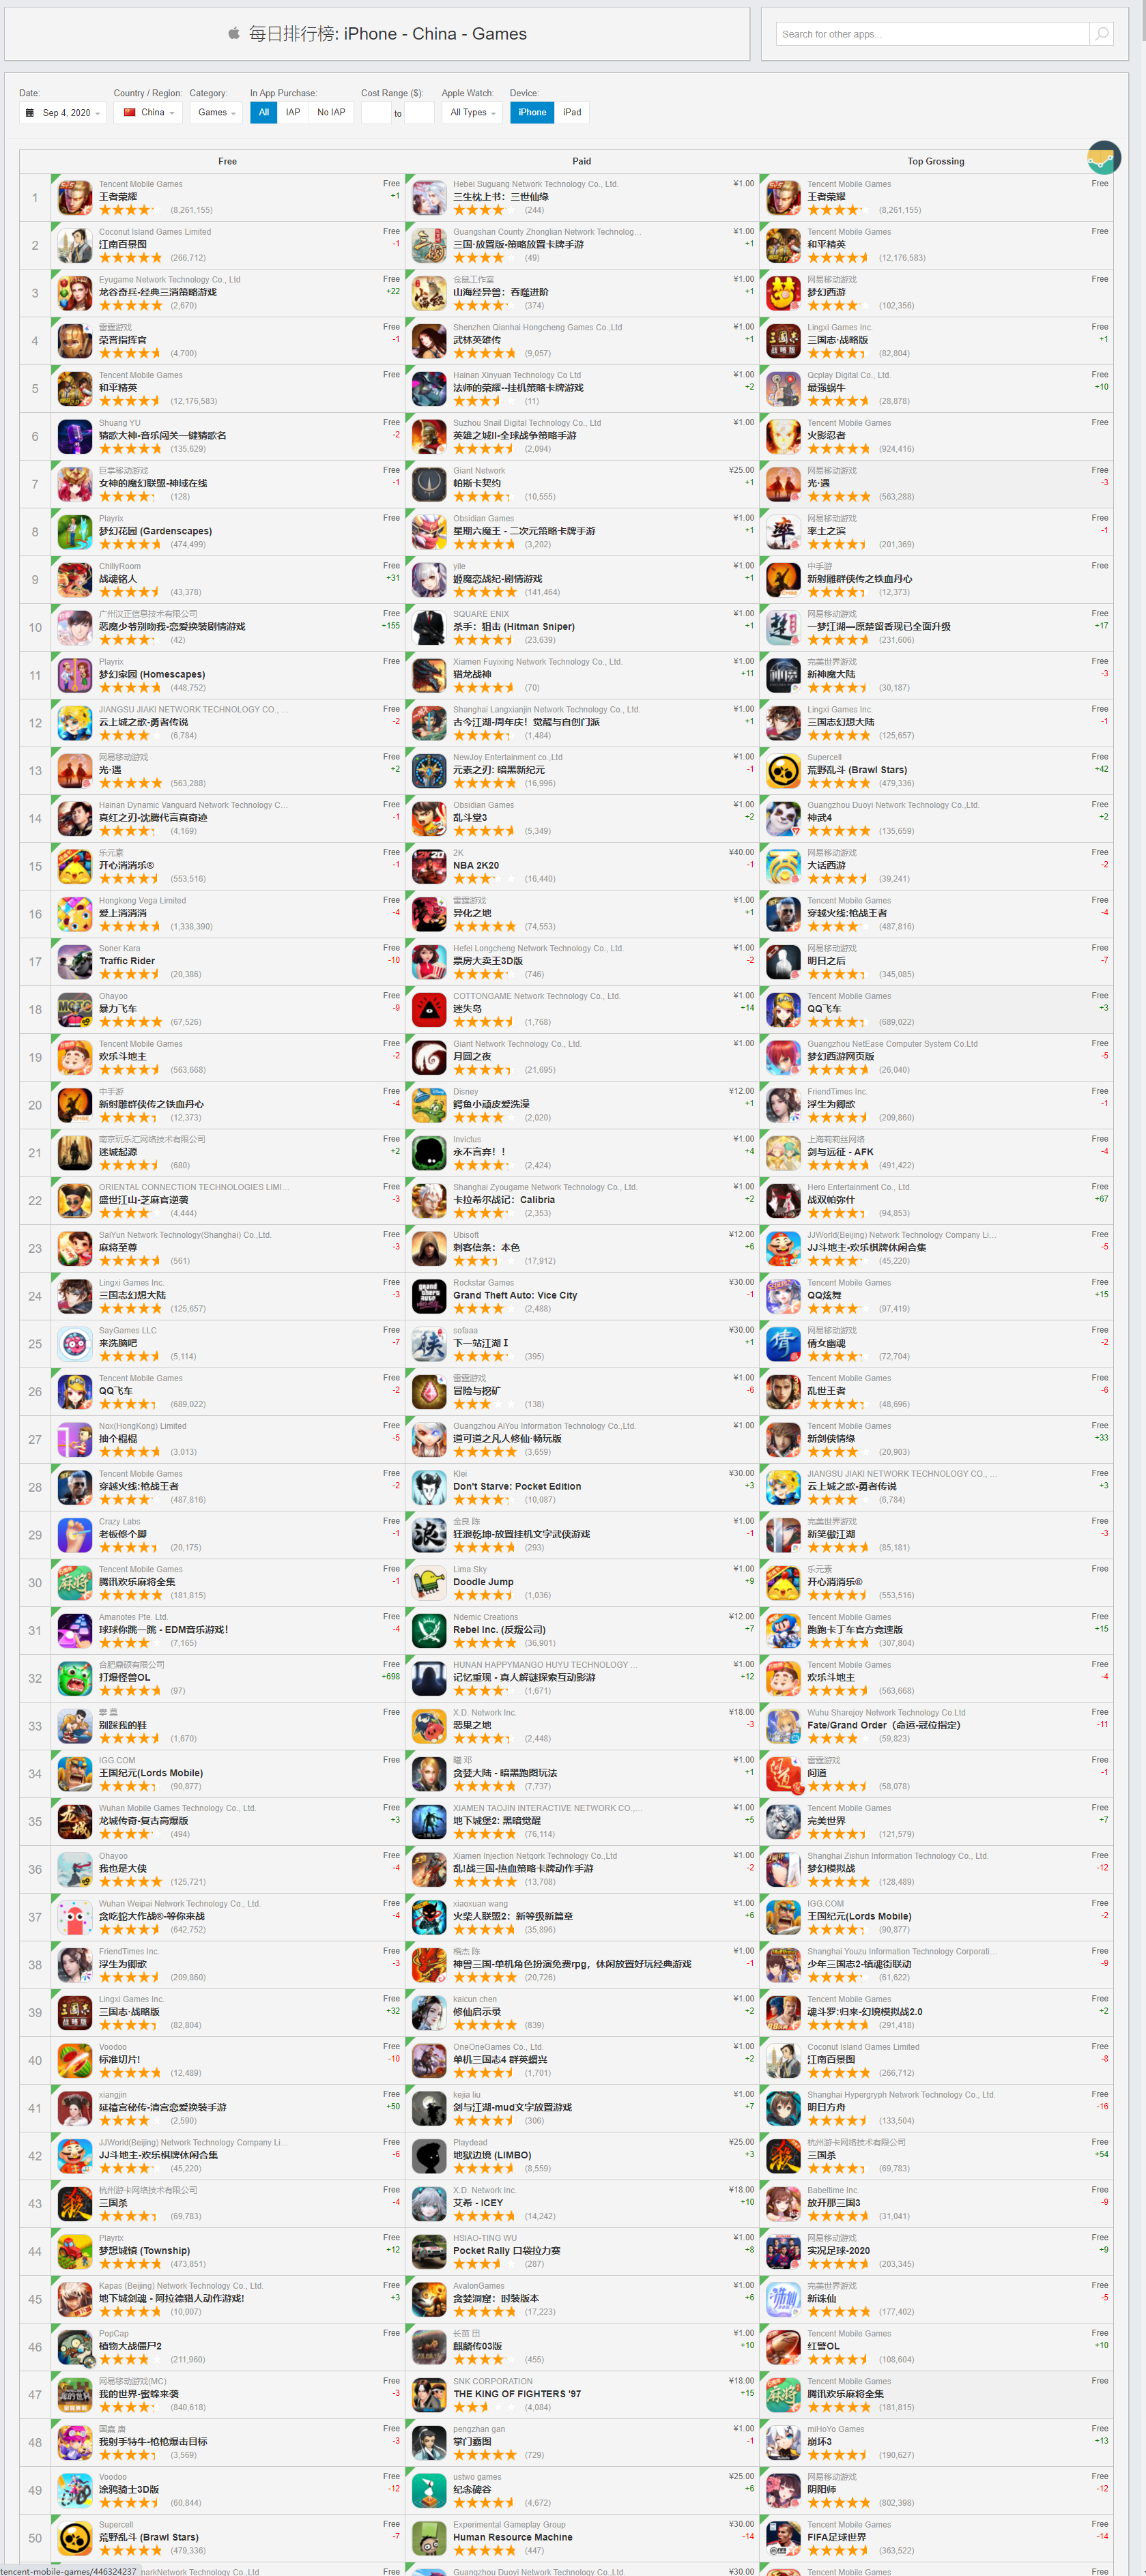 每日排行榜: iPhone - China - Games
Search for other apps...
Date: Country / Region: Category: In App Purchase: Cost Range ($): Apple Watch: Device:
Sep 4, 2020 China Games All IAP No IAP to All Types iPhone iPad
Free Paid Top Grossing
Tencent Mobile Games Free Hebei Suguang Network Technology Co., Ltd. ¥1.00 Tencent Mobile Games Free
1 王者荣耀 +1 三生枕上书：三世仙缘 王者荣耀
(8,261,155) (244) (8,261,155)
Coconut Island Games Limited Free Guangshan County Zhonglian Network Technolog... ¥1.00 Tencent Mobile Games Free
2 江南百景图 -1 三国·放置版-策略放置卡牌手游 +1 和平精英
(266,712) (49) (12,176,583)
Eyugame Network Technology Co., Ltd Free 仓鼠工作室 ¥1.00 网易移动游戏 Free
3 龙谷奇兵-经典三消策略游戏 +22 山海经异兽：吞噬进阶 +1 梦幻西游
(2,670) (374) (102,356)
雷霆游戏 Free Shenzhen Qianhai Hongcheng Games Co.,Ltd ¥1.00 Lingxi Games Inc. Free
4 荣誉指挥官 -1 武林英雄传 +1 三国志·战略版 +1
(4,700) (9,057) (82,804)
Tencent Mobile Games Free Hainan Xinyuan Technology Co Ltd ¥1.00 Qcplay Digital Co., Ltd. Free
5 和平精英 法师的荣耀--挂机策略卡牌游戏 +2 最强蜗牛 +10
(12,176,583) (11) (28,878)
Shuang YU Free Suzhou Snail Digital Technology Co., Ltd ¥1.00 Tencent Mobile Games Free
6 猜歌大神-音乐闯关一键猜歌名 -2 英雄之城II-全球战争策略手游 火影忍者
(135,629) (2,094) (924,416)
巨掌移动游戏 Free Giant Network ¥25.00 网易移动游戏 Free
7 女神的魔幻联盟-神域在线 -1 帕斯卡契约 +1 光·遇 -3
(128) (10,555) (563,288)
Playrix Free Obsidian Games ¥1.00 网易移动游戏 Free
8 梦幻花园 (Gardenscapes) 星期六魔王 - 二次元策略卡牌手游 +1 率土之滨 -1
(474,499) (3,202) (201,369)
ChillyRoom Free yile ¥1.00 中手游 Free
9 战魂铭人 +31 姬魔恋战纪-剧情游戏 +1 新射雕群侠传之铁血丹心
(43,378) (141,464) (12,373)
广州汉正信息技术有限公司 Free SQUARE ENIX ¥1.00 网易移动游戏 Free
10 恶魔少爷别吻我-恋爱换装剧情游戏 +155 杀手：狙击 (Hitman Sniper) +1 一梦江湖—原楚留香现已全面升级 +17
(42) (23,639) (231,606)
Playrix Free Xiamen Fuyixing Network Technology Co., Ltd. ¥1.00 完美世界游戏 Free
11 梦幻家园 (Homescapes) 猎龙战神 +11 新神魔大陆 -3
(448,752) (70) (30,187)
JIANGSU JIAKI NETWORK TECHNOLOGY CO., ... Free Shanghai Langxianjin Network Technology Co., Ltd. ¥1.00 Lingxi Games Inc. Free
12 云上城之歌-勇者传说 -2 古今江湖-周年庆！觉醒与自创门派 +1 三国志幻想大陆 -1
(6,784) (1,484) (125,657)
网易移动游戏 Free NewJoy Entertainment co.,Ltd ¥1.00 Supercell Free
13 光·遇 +2 元素之刃: 暗黑新纪元 -1 荒野乱斗 (Brawl Stars) +42
(563,288) (16,996) (479,336)
Hainan Dynamic Vanguard Network Technology C... Free Obsidian Games ¥1.00 Guangzhou Duoyi Network Technology Co.,Ltd. Free
14 真红之刃-沈腾代言真奇迹 -1 乱斗堂3 +2 神武4 +2
(4,169) (5,349) (135,659)
乐元素 Free 2K ¥40.00 网易移动游戏 Free
15 开心消消乐® -1 NBA 2K20 -1 大话西游 -2
(553,516) (16,440) (39,241)
Hongkong Vega Limited Free 雷霆游戏 ¥1.00 Tencent Mobile Games Free
16 爱上消消消 -4 异化之地 +1 穿越火线:枪战王者 -4
(1,338,390) (74,553) (487,816)
Soner Kara Free Hefei Longcheng Network Technology Co., Ltd. ¥1.00 网易移动游戏 Free
17 Traffic Rider -10 票房大卖王3D版 -2 明日之后 -7
(20,386) (746) (345,085)
Ohayoo Free COTTONGAME Network Technology Co., Ltd. ¥1.00 Tencent Mobile Games Free
18 暴力飞车 -9 迷失岛 +14 QQ飞车 +3
(67,526) (1,768) (689,022)
Tencent Mobile Games Free Giant Network Technology Co., Ltd. ¥1.00 Guangzhou NetEase Computer System Co.Ltd Free
19 欢乐斗地主 -2 月圆之夜 梦幻西游网页版 -5
(563,668) (21,695) (26,040)
中手游 Free Disney ¥12.00 FriendTimes Inc. Free
20 新射雕群侠传之铁血丹心 -4 鳄鱼小顽皮爱洗澡 +1 浮生为卿歌 -1
(12,373) (2,020) (209,860)
南京玩乐汇网络技术有限公司 Free Invictus ¥1.00 上海莉莉丝网络 Free
21 迷城起源 +2 永不言弃！！ +4 剑与远征 - AFK -4
(680) (2,424) (491,422)
ORIENTAL CONNECTION TECHNOLOGIES LIMI... Free Shanghai Zyougame Network Technology Co., Ltd. ¥1.00 Hero Entertainment Co., Ltd. Free
22 盛世江山-芝麻官逆袭 -3 卡拉希尔战记：Calibria +2 战双帕弥什 +67
(4,444) (2,353) (94,853)
SaiYun Network Technology(Shanghai) Co.,Ltd. Free Ubisoft ¥12.00 JJWorld(Beijing) Network Technology Company Li... Free
23 麻将至尊 -3 刺客信条：本色 +6 JJ斗地主-欢乐棋牌休闲合集 -5
(561) (17,912) (45,220)
Lingxi Games Inc. Free Rockstar Games ¥30.00 Tencent Mobile Games Free
24 三国志幻想大陆 -3 Grand Theft Auto: Vice City -1 QQ炫舞 +15
(125,657) (2,488) (97,419)
SayGames LLC Free sofaaa ¥30.00 网易移动游戏 Free
25 来洗脑吧 -7 下一站江湖Ⅰ +1 倩女幽魂 -2
(5,114) (395) (72,704)
Tencent Mobile Games Free 雷霆游戏 ¥1.00 Tencent Mobile Games Free
26 QQ飞车 -2 冒险与挖矿 -6 乱世王者 -6
(689,022) (138) (48,696)
Nox(HongKong) Limited Free Guangzhou AiYou Information Technology Co.,Ltd. ¥1.00 Tencent Mobile Games Free
27 抽个棍棍 -5 道可道之凡人修仙-畅玩版 新剑侠情缘 +33
(3,013) (3,659) (20,903)
Tencent Mobile Games Free Klei ¥30.00 JIANGSU JIAKI NETWORK TECHNOLOGY CO., ... Free
28 穿越火线:枪战王者 -2 Don't Starve: Pocket Edition +3 云上城之歌-勇者传说 +3
(487,816) (10,087) (6,784)
Crazy Labs Free 金良 陈 ¥1.00 完美世界游戏 Free
29 老板修个脚 -1 狂浪乾坤-放置挂机文字武侠游戏 -1 新笑傲江湖 -3
(20,175) (293) (85,181)
Tencent Mobile Games Free Lima Sky ¥1.00 乐元素 Free
30 腾讯欢乐麻将全集 -1 Doodle Jump +9 开心消消乐®
(181,815) (1,036) (553,516)
Amanotes Pte. Ltd. Free Ndemic Creations ¥12.00 Tencent Mobile Games Free
31 球球你跳一跳 - EDM音乐游戏! -4 Rebel Inc. (反叛公司) +7 跑跑卡丁车官方竞速版 +15
(7,165) (36,901) (307,804)
合肥鼎硕有限公司 Free HUNAN HAPPYMANGO HUYU TECHNOLOGY ... ¥1.00 Tencent Mobile Games Free
32 打爆怪兽OL +698 记忆重现 - 真人解谜探索互动影游 +12 欢乐斗地主 -4
(97) (1,671) (563,668)
攀 莫 Free X.D. Network Inc. ¥18.00 Wuhu Sharejoy Network Technology Co.Ltd Free
33 别踩我的鞋 恶果之地 -3 Fate/Grand Order（命运-冠位指定） -11
(1,670) (2,448) (59,823)
IGG.COM Free 曦 邓 ¥1.00 雷霆游戏 Free
34 王国纪元(Lords Mobile) 贪婪大陆 - 暗黑跑图玩法 +1 问道 -1
(90,877) (7,737) (58,078)
Wuhan Mobile Games Technology Co., Ltd. Free XIAMEN TAOJIN INTERACTIVE NETWORK CO.,... ¥1.00 Tencent Mobile Games Free
35 龙城传奇-复古高爆版 +3 地下城堡2: 黑暗觉醒 +5 完美世界 +7
(494) (76,114) (121,579)
Ohayoo Free Xiamen Injection Netqork Technology Co.,Ltd ¥1.00 Shanghai Zishun Information Technology Co., Ltd. Free
36 我也是大侠 -4 乱!战三国-热血策略卡牌动作手游 -2 梦幻模拟战 -12
(125,721) (13,708) (128,489)
Wuhan Weipai Network Technology Co., Ltd. Free xiaoxuan wang ¥1.00 IGG.COM Free
37 贪吃蛇大作战®-等你来战 -4 火柴人联盟2：新等级新篇章 +6 王国纪元(Lords Mobile) -2
(642,752) (35,896) (90,877)
FriendTimes Inc. Free 梅杰 陈 ¥1.00 Shanghai Youzu Information Technology Corporati... Free
38 浮生为卿歌 -3 神兽三国-单机角色扮演免费rpg，休闲放置好玩经典游戏 -1 少年三国志2-镇魂街联动 -9
(209,860) (20,726) (61,622)
Lingxi Games Inc. Free kaicun chen ¥1.00 Tencent Mobile Games Free
39 三国志·战略版 +32 修仙启示录 +2 魂斗罗:归来-幻境模拟战2.0 +2
(82,804) (839) (291,418)
Voodoo Free OneOneGames Co., Ltd. ¥1.00 Coconut Island Games Limited Free
40 标准切片! -10 单机三国志4 群英蝟兴 +2 江南百景图 -8
(12,489) (1,701) (266,712)
xiangjin Free kejia liu ¥1.00 Shanghai Hypergryph Network Technology Co., Ltd. Free
41 延禧宫秘传-清宫恋爱换装手游 +50 剑与江湖-mud文字放置游戏 +7 明日方舟 -16
(2,590) (306) (133,504)
JJWorld(Beijing) Network Technology Company Li... Free Playdead ¥25.00 杭州游卡网络技术有限公司 Free
42 JJ斗地主-欢乐棋牌休闲合集 -6 地狱边境 (LIMBO) +3 三国杀 +54
(45,220) (8,559) (69,783)
杭州游卡网络技术有限公司 Free X.D. Network Inc. ¥18.00 Babeltime Inc. Free
43 三国杀 -4 艾希 - ICEY +10 放开那三国3 -9
(69,783) (14,242) (31,041)
Playrix Free HSIAO-TING WU ¥1.00 网易移动游戏 Free
44 梦想城镇 (Township) +12 Pocket Rally 口袋拉力赛 +8 实况足球-2020 +9
(473,851) (287) (203,345)
Kapas (Beijing) Network Technology Co., Ltd. Free AvalonGames ¥1.00 完美世界游戏 Free
45 地下城剑魂 - 阿拉德猎人动作游戏! +3 贪婪洞窟：时装版本 +6 新诛仙 -5
(10,007) (17,223) (177,402)
PopCap Free 长苗 田 ¥1.00 Tencent Mobile Games Free
46 植物大战僵尸2 麒麟传03版 +10 红警OL +10
(211,960) (455) (108,604)
网易移动游戏(MC) Free SNK CORPORATION ¥18.00 Tencent Mobile Games Free
47 我的世界-蜜蜂来袭 -3 THE KING OF FIGHTERS '97 +15 腾讯欢乐麻将全集
(840,618) (4,084) (181,815)
国嘉 唐 Free pengzhan gan ¥1.00 miHoYo Games Free
48 我射手特牛-枪枪爆击目标 -3 掌门霸图 -1 崩坏3 +13
(3,569) (729) (190,627)
Voodoo Free ustwo games ¥25.00 网易移动游戏 Free
49 涂鸦骑士3D版 -12 纪念碑谷 +6 阴阳师 -12
(60,844) (4,672) (802,398)
Supercell Free Experimental Gameplay Group ¥30.00 Tencent Mobile Games Free
50 荒野乱斗 (Brawl Stars) -7 Human Resource Machine -14 FIFA足球世界 -14
(479,336) (447) (363,522)
tencent-mobile-games/446324237 narkNetwork Technology Co.,Ltd Free Guangzhou Duoyi Network Technology Co.,Ltd. ¥30.00 Tencent Mobile Games Free